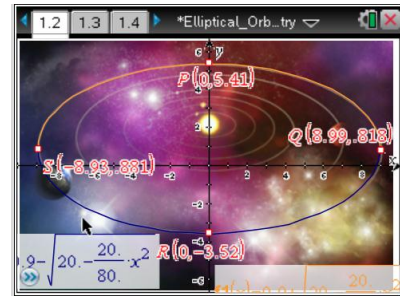 1.2 1.3 1.4 *Elliptical_Orb…try
6 y
P(0,5.41)
2
Q(8.99,.818)
x
S(-8.93,.881)
-8 -4 -2 2 4 6 8
-2
.9-√20.-20./80.·x²
R(0,-3.52)
-4
-6